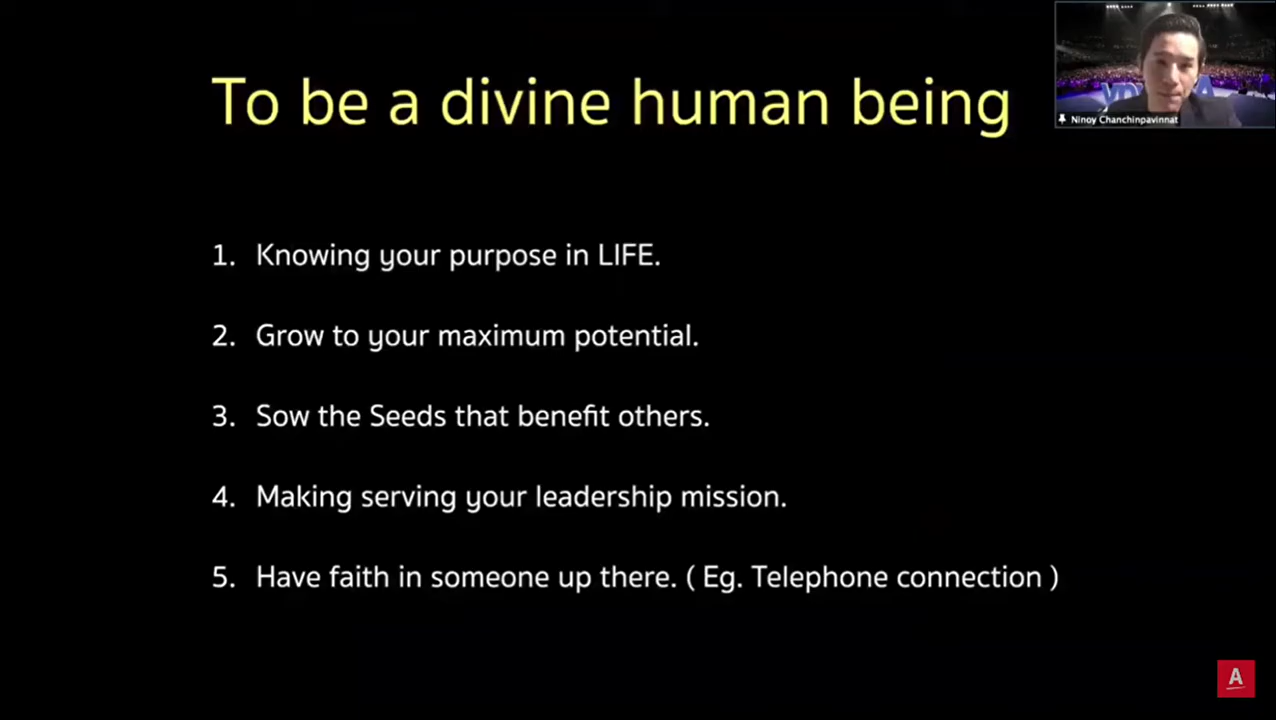 To be a divine human being
Ninoy Chanchinpavinnat
1. Knowing your purpose in LIFE.
2. Grow to your maximum potential.
3. Sow the Seeds that benefit others.
4. Making serving your leadership mission.
5. Have faith in someone up there. ( Eg. Telephone connection )
A